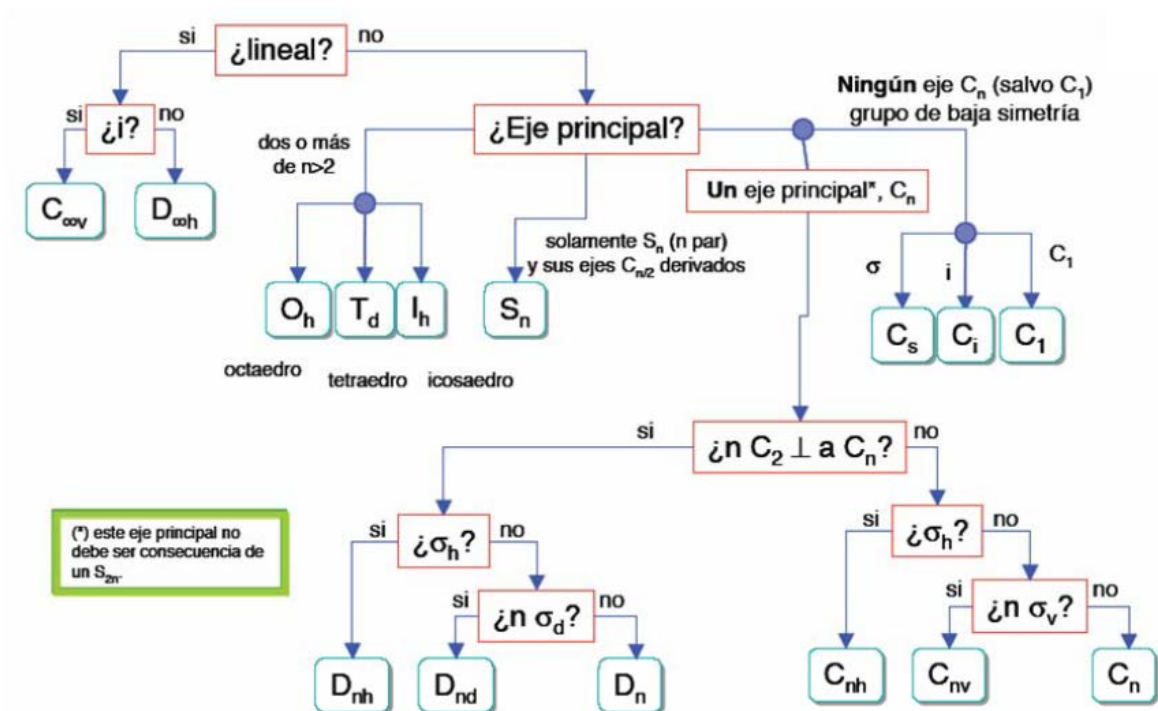 si
¿lineal?
no
si
¿i?
no
C∞v
D∞h
dos o más
de n>2
¿Eje principal?
Ningún eje Cn (salvo C1)
grupo de baja simetría
Un eje principal*, Cn
solamente Sn (n par)
y sus ejes Cn/2 derivados
σ
i
C1
Oh
Td
Ih
Sn
Cs
Ci
C1
octaedro
tetraedro
icosaedro
si
¿n C2 ⊥ a Cn?
no
(*) este eje principal no
debe ser consecuencia de
un S2n.
si
¿σh?
no
si
¿σh?
no
si
¿n σd?
no
si
¿n σv?
no
Dnh
Dnd
Dn
Cnh
Cnv
Cn